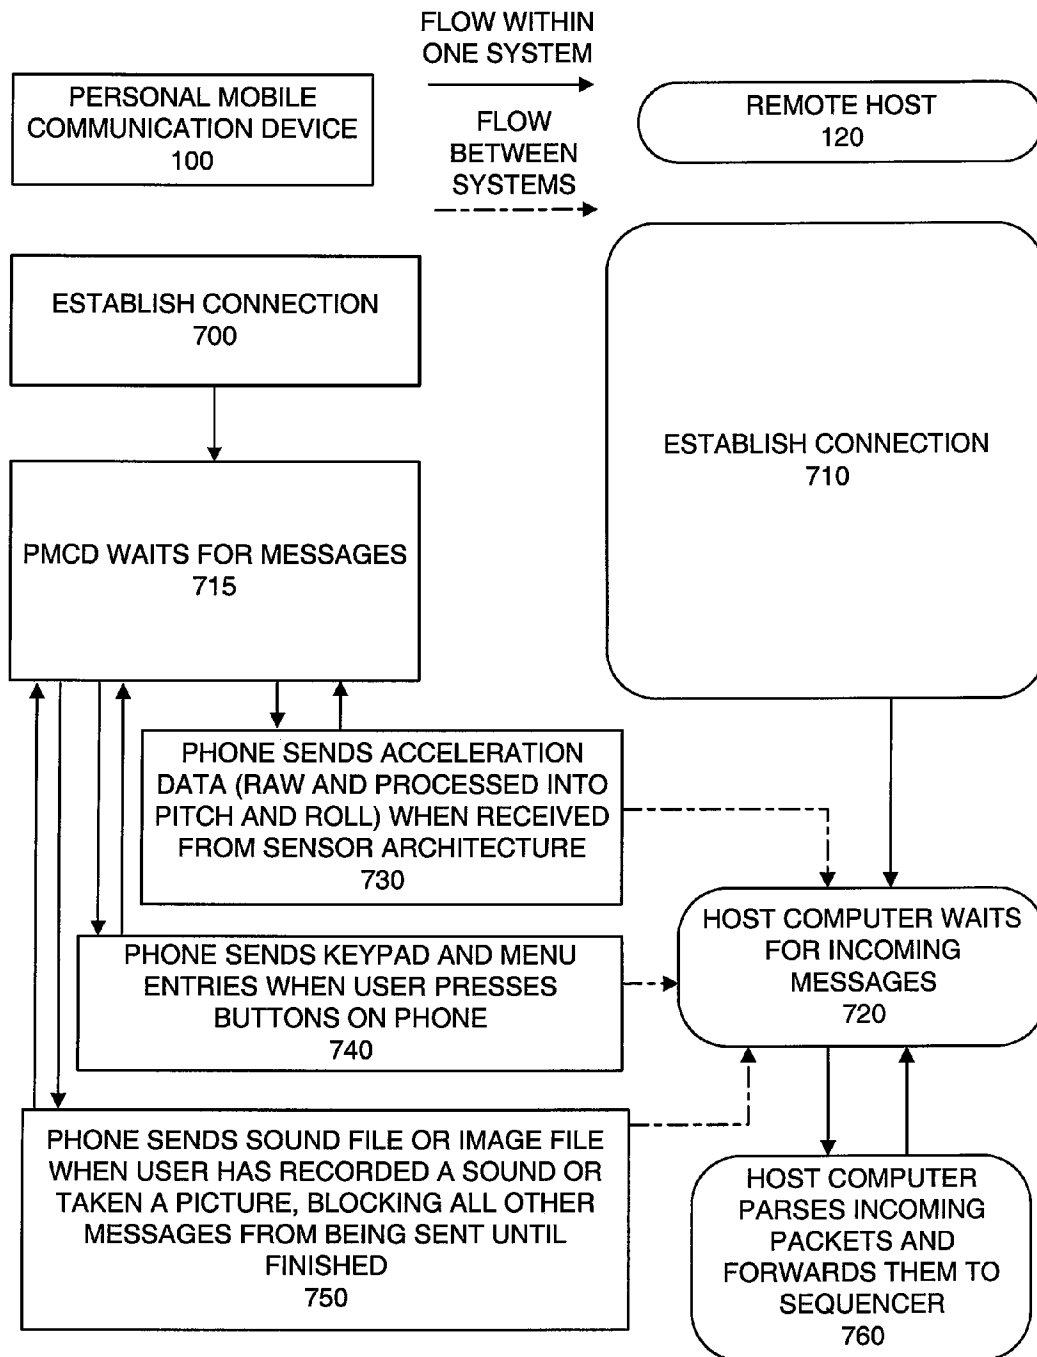 FLOW WITHIN
ONE SYSTEM
PERSONAL MOBILE
COMMUNICATION DEVICE
100
FLOW
BETWEEN
SYSTEMS
REMOTE HOST
120
ESTABLISH CONNECTION
700
ESTABLISH CONNECTION
710
PMCD WAITS FOR MESSAGES
715
PHONE SENDS ACCELERATION
DATA (RAW AND PROCESSED INTO
PITCH AND ROLL) WHEN RECEIVED
FROM SENSOR ARCHITECTURE
730
HOST COMPUTER WAITS
FOR INCOMING
MESSAGES
720
PHONE SENDS KEYPAD AND MENU
ENTRIES WHEN USER PRESSES
BUTTONS ON PHONE
740
PHONE SENDS SOUND FILE OR IMAGE FILE
WHEN USER HAS RECORDED A SOUND OR
TAKEN A PICTURE, BLOCKING ALL OTHER
MESSAGES FROM BEING SENT UNTIL
FINISHED
750
HOST COMPUTER
PARSES INCOMING
PACKETS AND
FORWARDS THEM TO
SEQUENCER
760